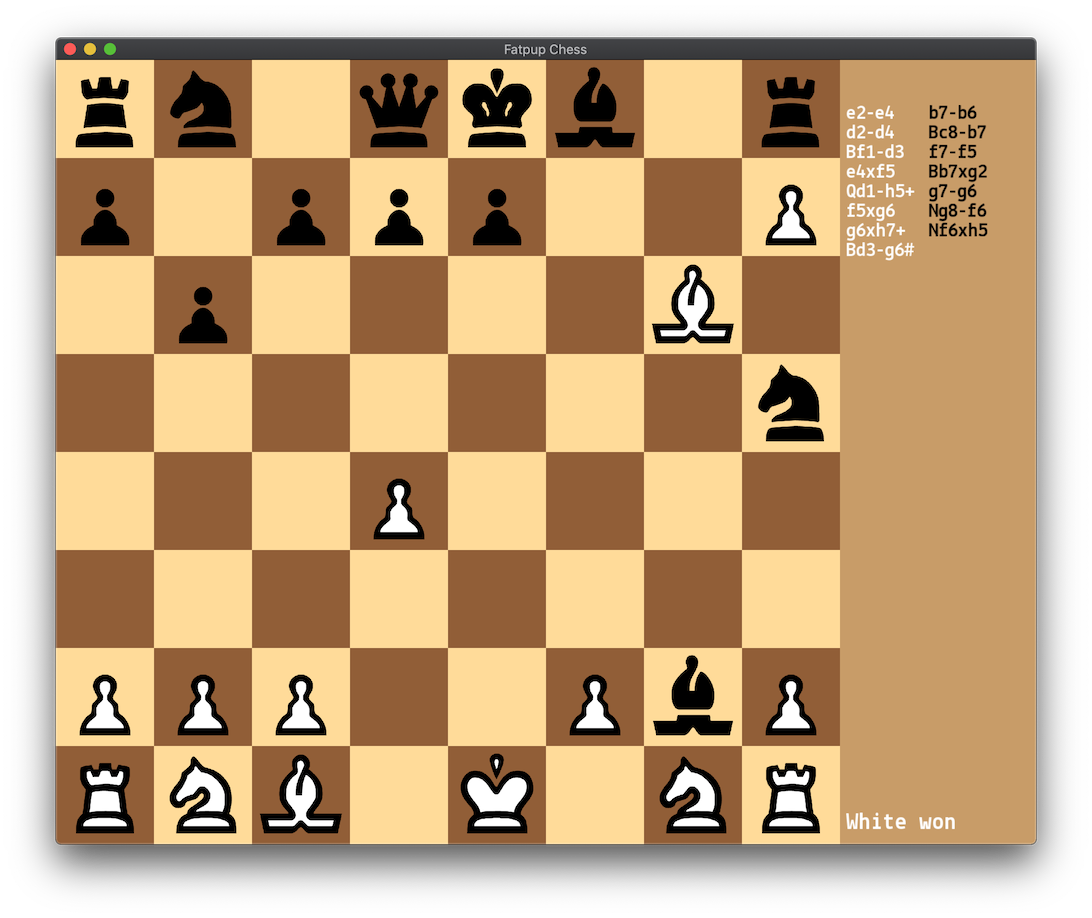 Fatpup Chess
e2-e4 b7-b6
d2-d4 Bc8-b7
Bf1-d3 f7-f5
e4xf5 Bb7xg2
Qd1-h5+ g7-g6
f5xg6 Ng8-f6
g6xh7+ Nf6xh5
Bd3-g6#
White won